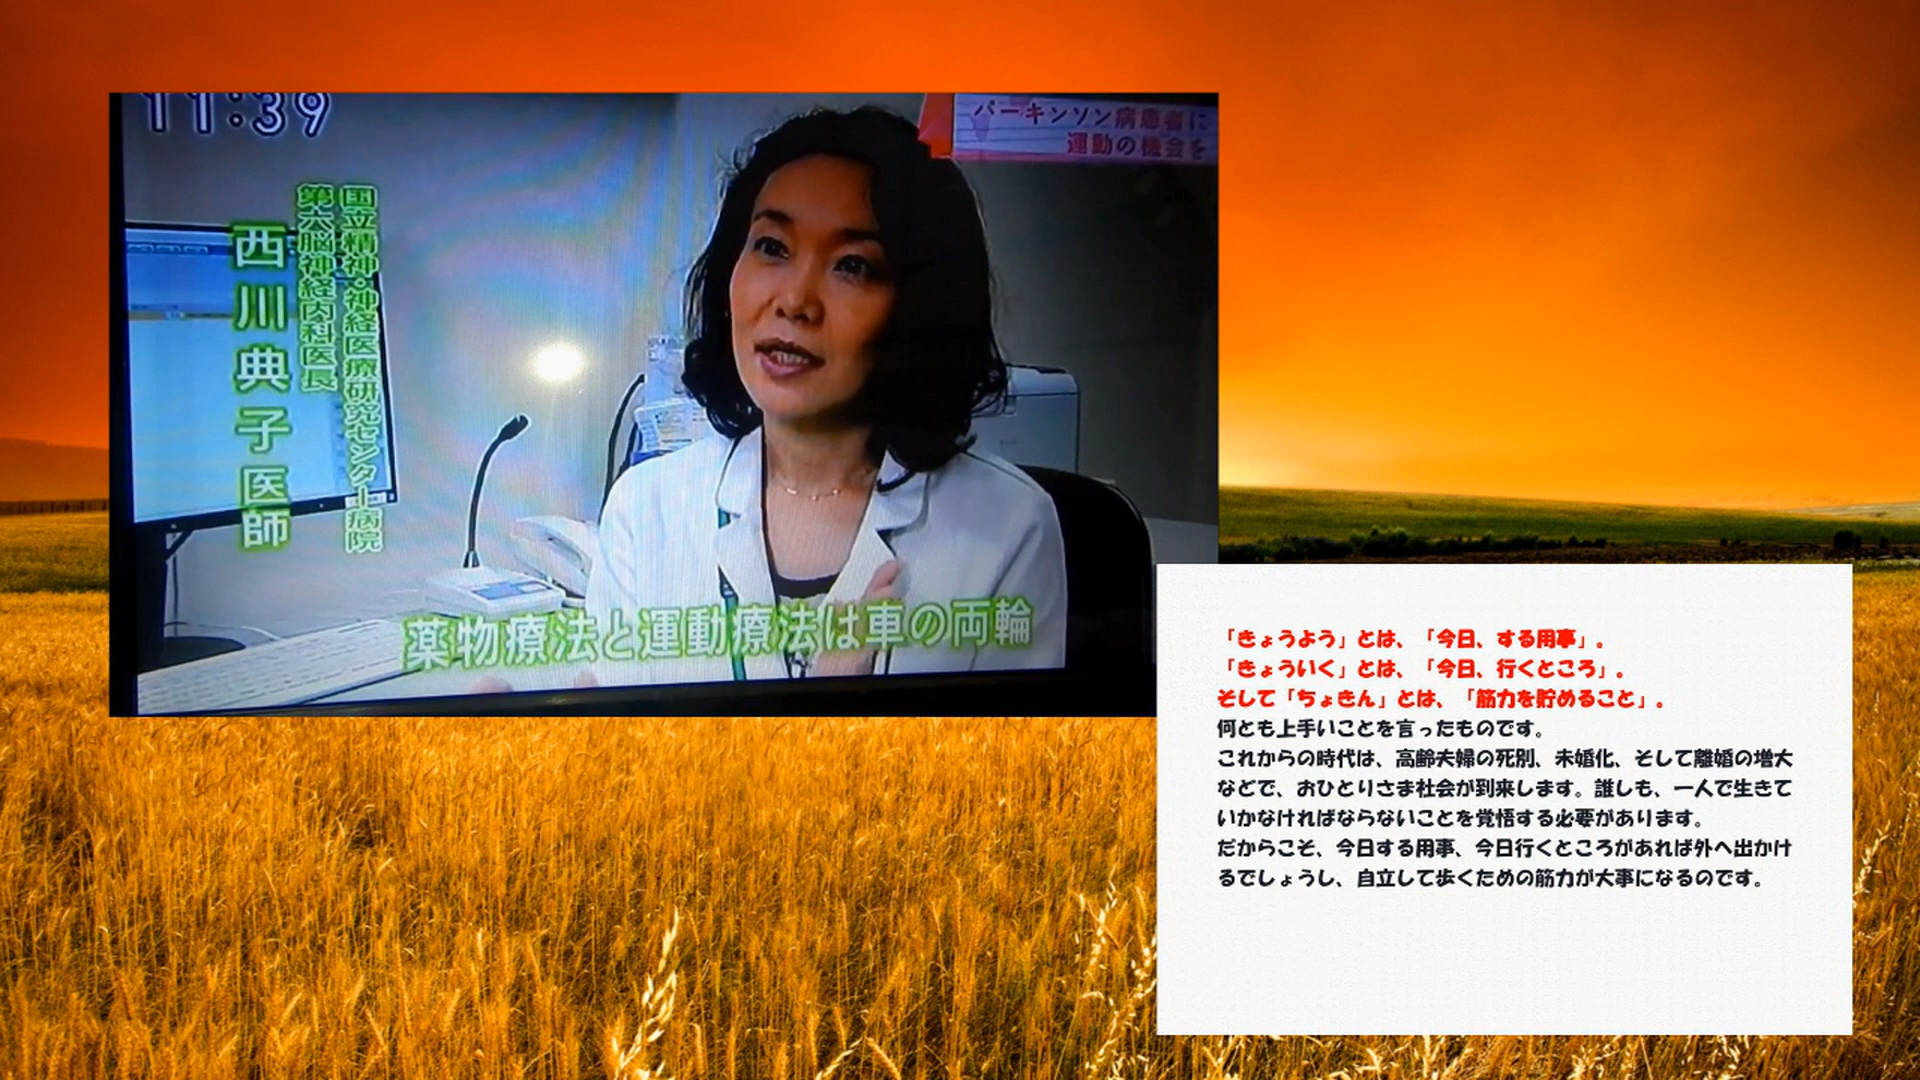 11:39
パーキンソン病患者に
運動の機会を
国立精神・神経医療研究センター病院
第六脳神経内科医長
西川典子医師
薬物療法と運動療法は車の両輪
「きょうよう」とは、「今日、する用事」。
「きょういく」とは、「今日、行くところ」。
そして「ちょきん」とは、「筋力を貯めること」。
何とも上手いことを言ったものです。
これからの時代は、高齢夫婦の死別、未婚化、そして離婚の増大
などで、おひとりさま社会が到来します。誰しも、一人で生きて
いかなければならないことを覚悟する必要があります。
だからこそ、今日する用事、今日行くところがあれば外へ出かけ
るでしょうし、自立して歩くための筋力が大事になるのです。